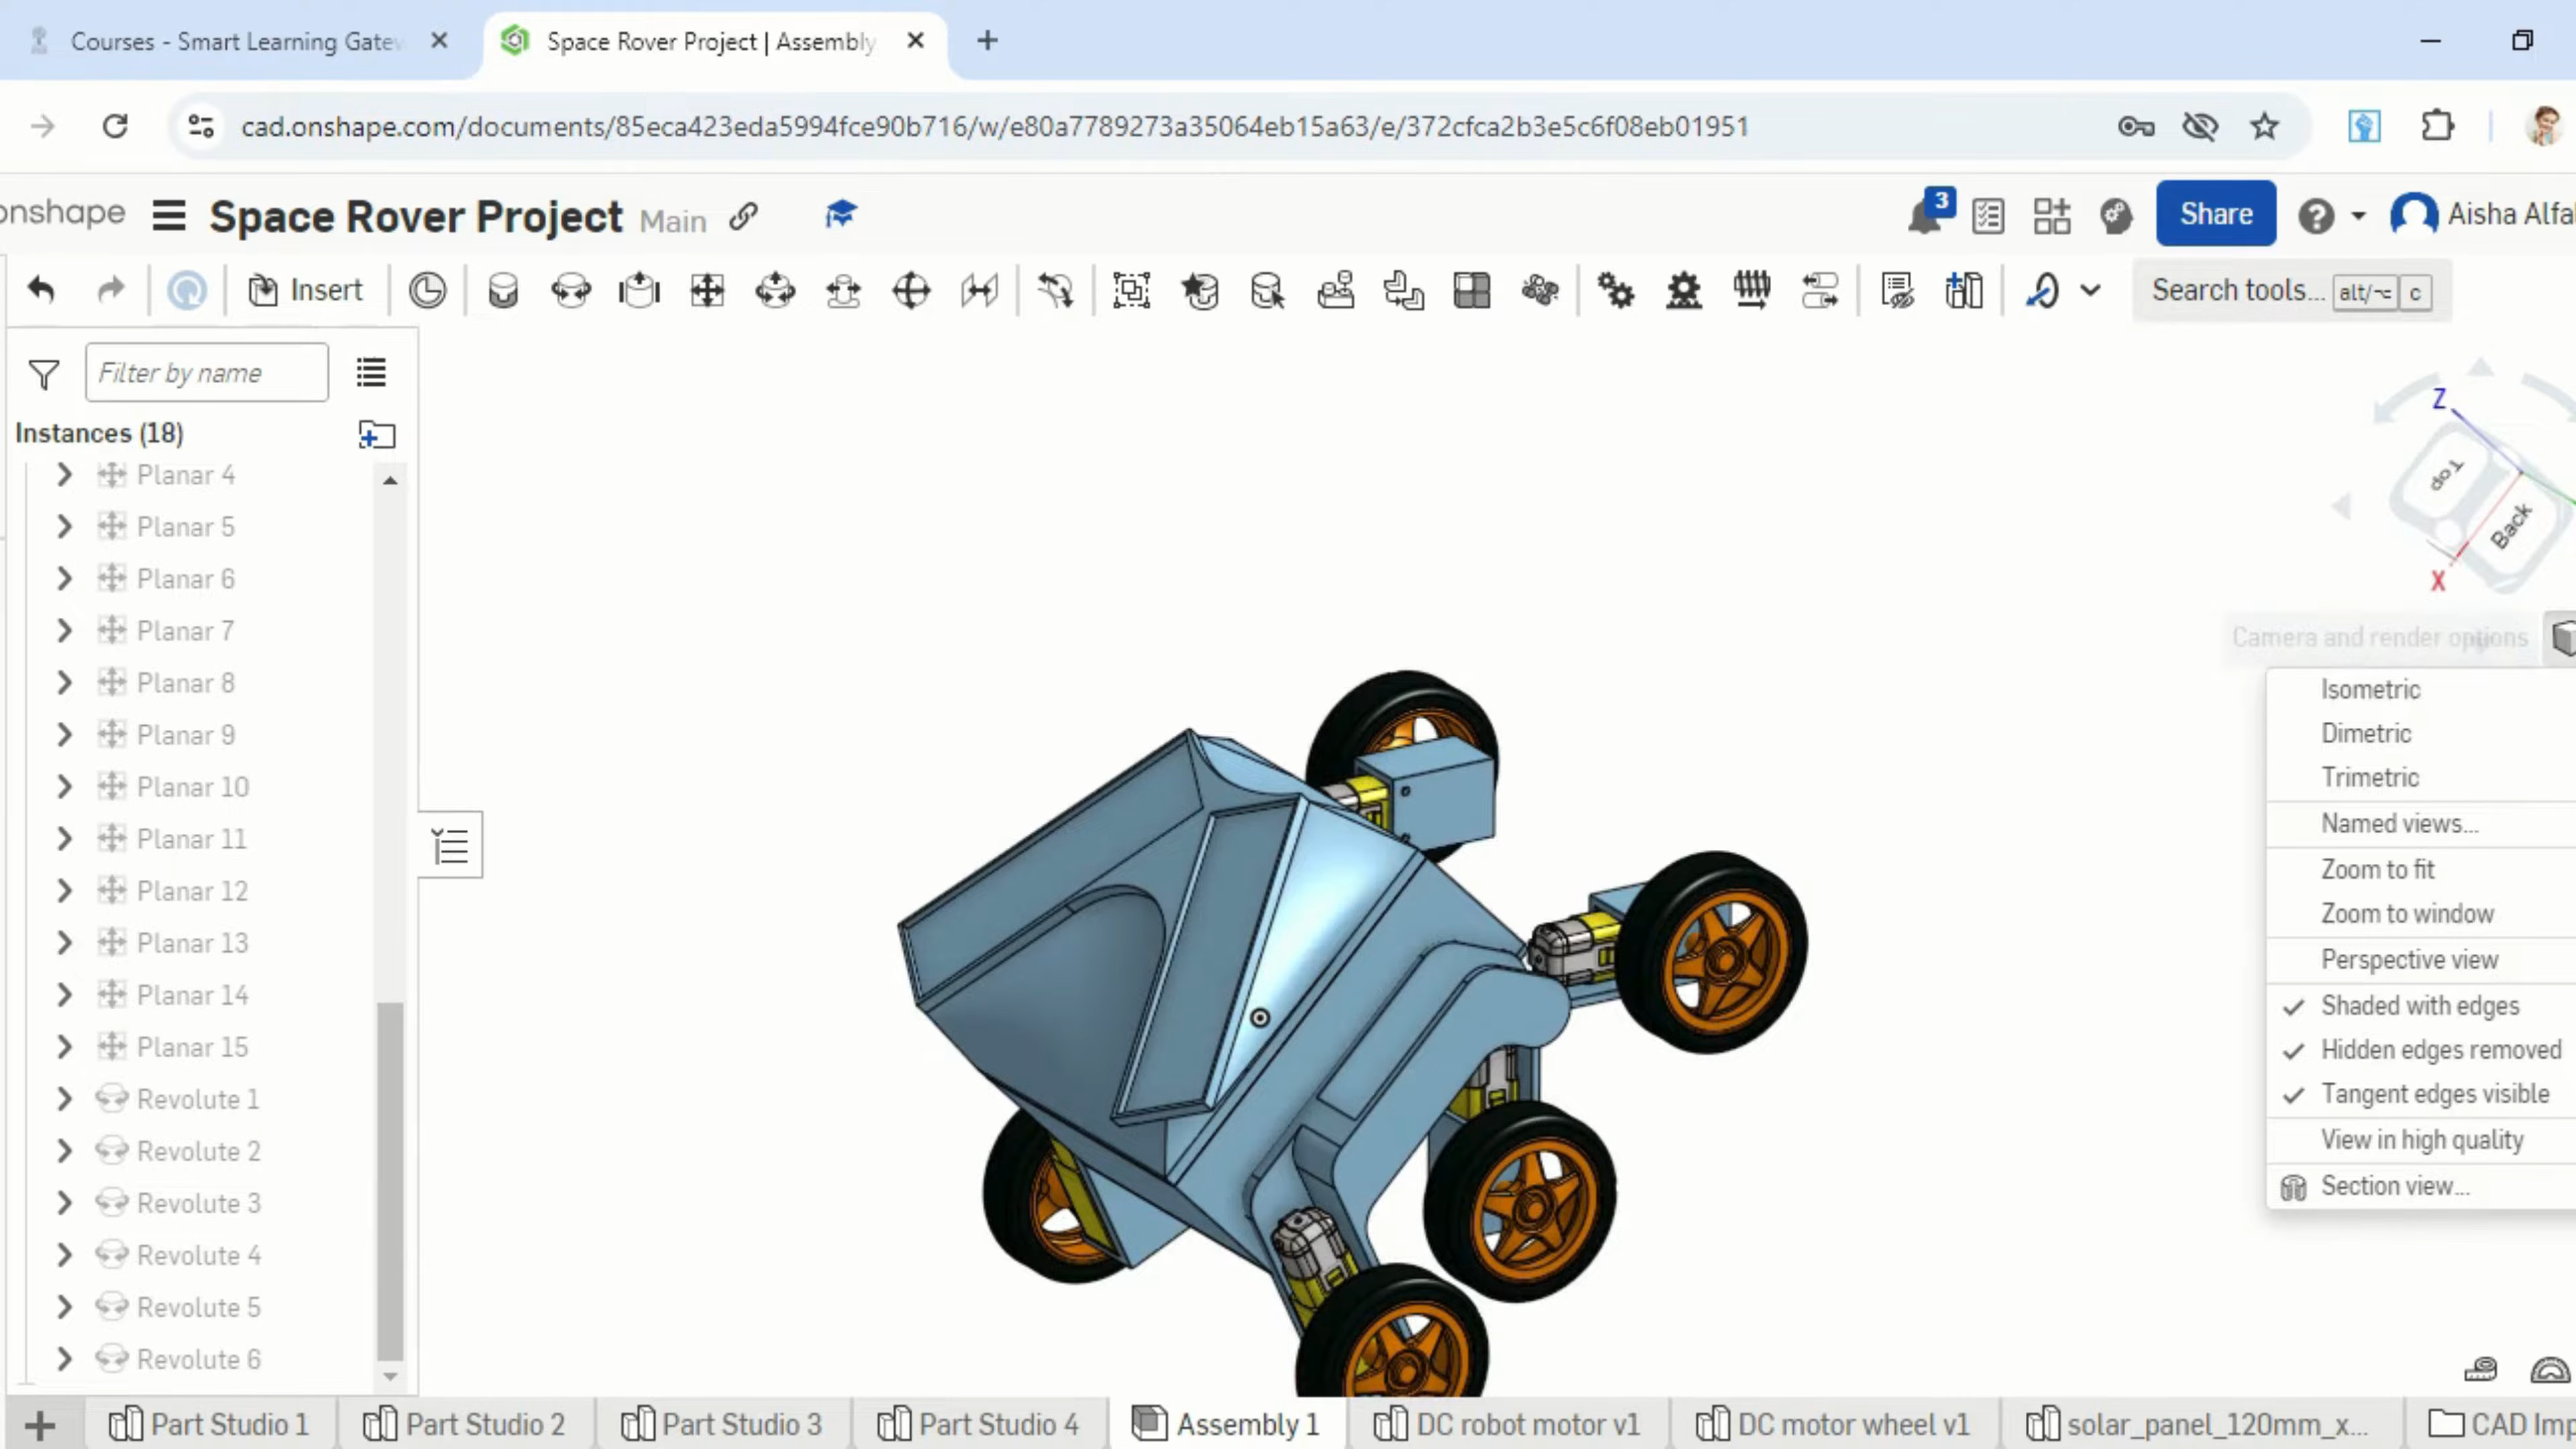 Courses - Smart Learning Gatew
Space Rover Project | Assembly
cad.onshape.com/documents/85eca423eda5994fce90b716/w/e80a7789273a35064eb15a63/e/372cfca2b3e5c6f08eb01951
onshape
Space Rover Project Main
3
Share
Aisha Alfa
Insert
Search tools... alt/⌥ c
Filter by name
Instances (18)
Planar 4
Planar 5
Planar 6
Planar 7
Planar 8
Planar 9
Planar 10
Planar 11
Planar 12
Planar 13
Planar 14
Planar 15
Revolute 1
Revolute 2
Revolute 3
Revolute 4
Revolute 5
Revolute 6
Z
Top
Back
X
Camera and render options
Isometric
Dimetric
Trimetric
Named views...
Zoom to fit
Zoom to window
Perspective view
Shaded with edges
Hidden edges removed
Tangent edges visible
View in high quality
Section view...
Part Studio 1
Part Studio 2
Part Studio 3
Part Studio 4
Assembly 1
DC robot motor v1
DC motor wheel v1
solar_panel_120mm_x...
CAD Imp